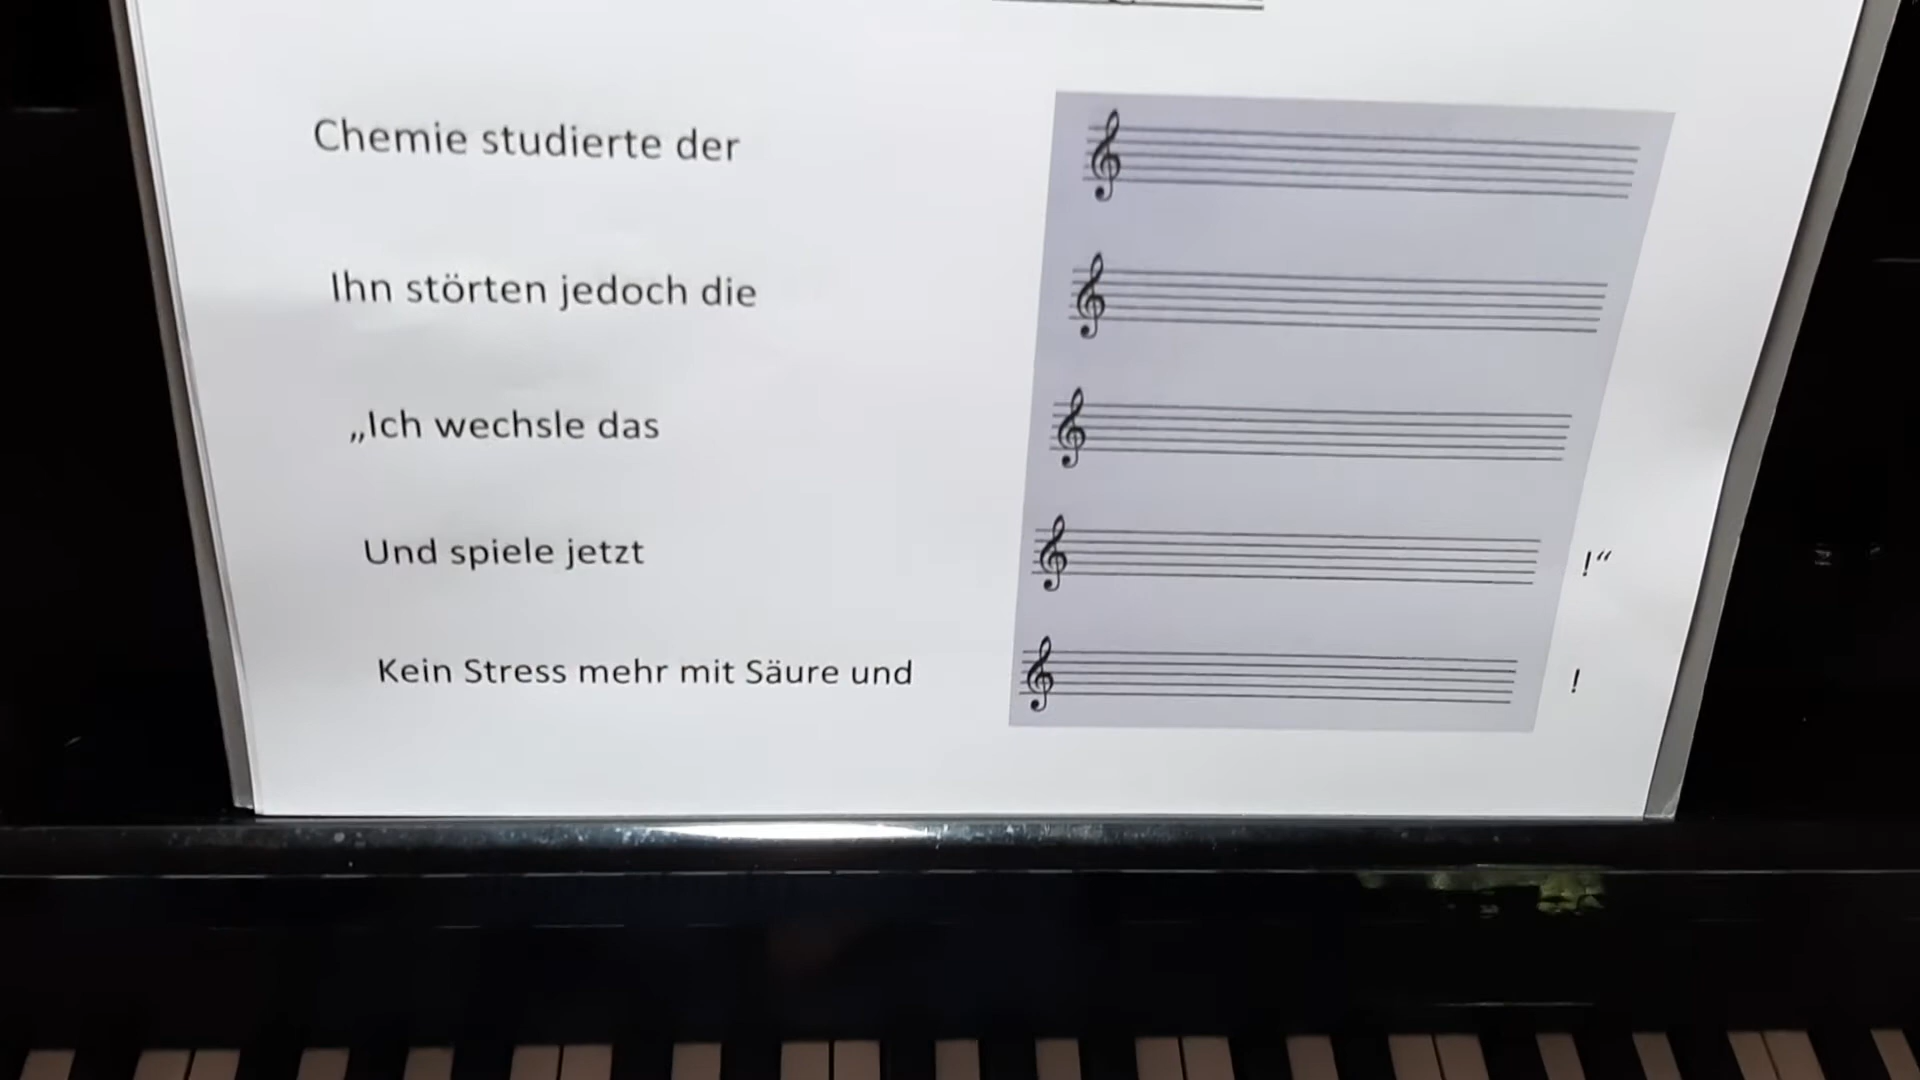 Chemie studierte der
Ihn störten jedoch die
„Ich wechsle das
Und spiele jetzt !“
Kein Stress mehr mit Säure und !